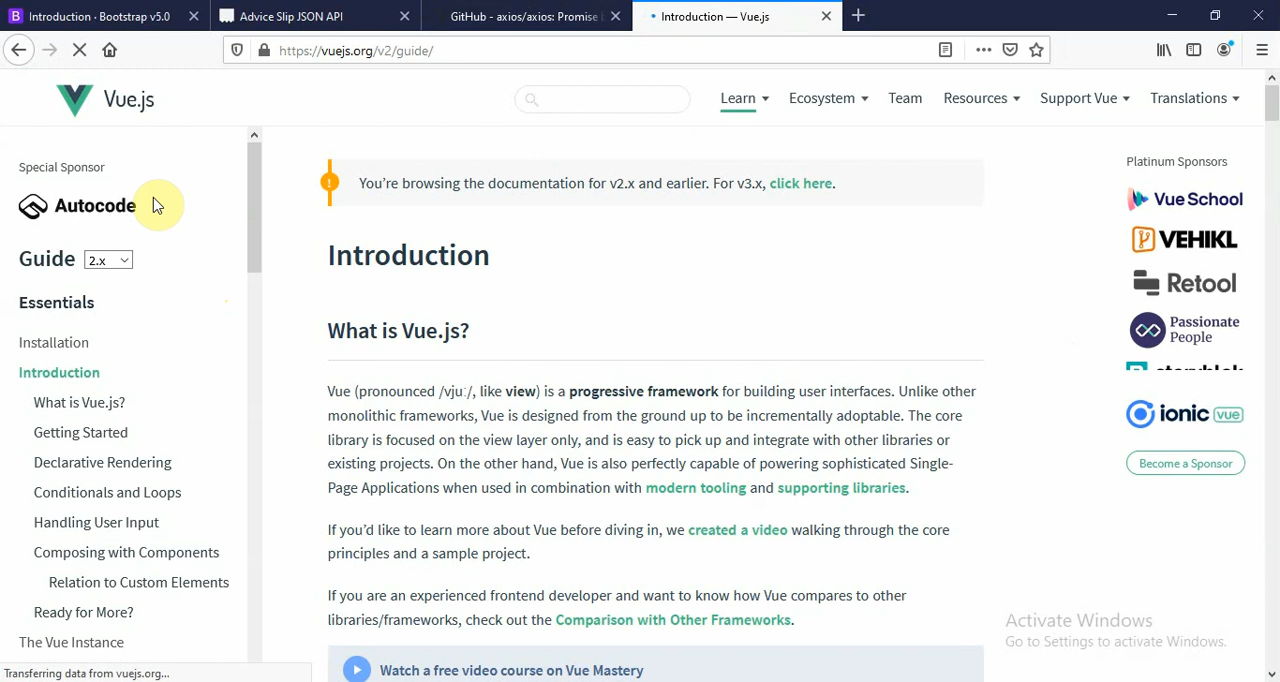 Introduction · Bootstrap v5.0
Advice Slip JSON API
GitHub - axios/axios: Promise
Introduction — Vue.js
https://vuejs.org/v2/guide/
Vue.js
Learn
Ecosystem
Team
Resources
Support Vue
Translations
Special Sponsor
Autocode
Guide
2.x
Essentials
Installation
Introduction
What is Vue.js?
Getting Started
Declarative Rendering
Conditionals and Loops
Handling User Input
Composing with Components
Relation to Custom Elements
Ready for More?
The Vue Instance
Transferring data from vuejs.org...
You’re browsing the documentation for v2.x and earlier. For v3.x, click here.
Introduction
What is Vue.js?
Vue (pronounced /vjuː/, like view) is a progressive framework for building user interfaces. Unlike other
monolithic frameworks, Vue is designed from the ground up to be incrementally adoptable. The core
library is focused on the view layer only, and is easy to pick up and integrate with other libraries or
existing projects. On the other hand, Vue is also perfectly capable of powering sophisticated Single-
Page Applications when used in combination with modern tooling and supporting libraries.
If you’d like to learn more about Vue before diving in, we created a video walking through the core
principles and a sample project.
If you are an experienced frontend developer and want to know how Vue compares to other
libraries/frameworks, check out the Comparison with Other Frameworks.
Watch a free video course on Vue Mastery
Platinum Sponsors
Vue School
VEHIKL
Retool
Passionate
People
ionic vue
Become a Sponsor
Activate Windows
Go to Settings to activate Windows.